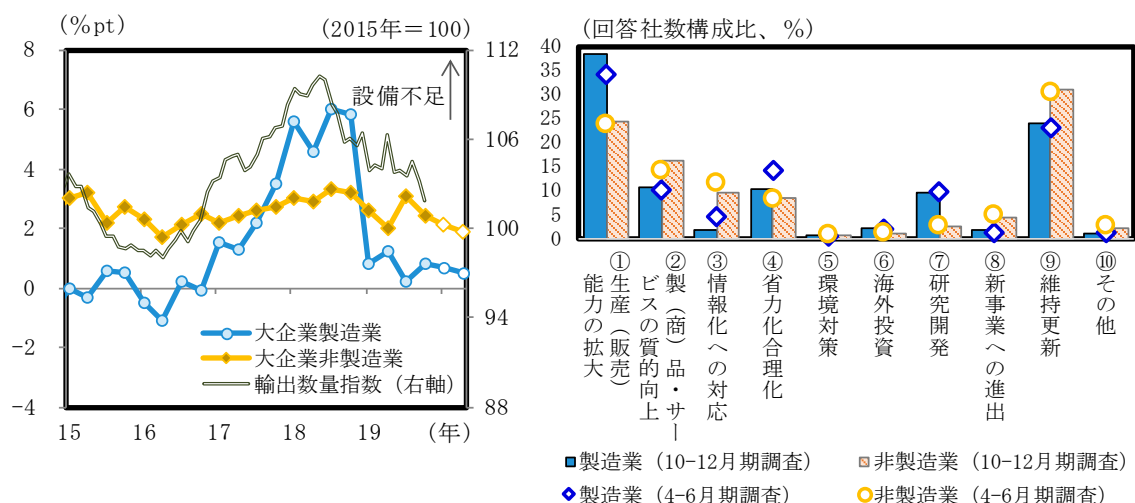 (%pt)
(2015年＝100)
8
6
4
2
0
−2
−4
112
106
100
94
88
設備不足
大企業製造業
大企業非製造業
輸出数量指数（右軸）
15
16
17
18
19
(年)
(回答社数構成比、%)
40
35
30
25
20
15
10
5
0
①生産（販売）
能力の拡大
②製（商）品・サー
ビスの質的向上
③情報化への対応
④省力化合理化
⑤環境対策
⑥海外投資
⑦研究開発
⑧新事業への進出
⑨維持更新
⑩その他
製造業（10-12月期調査）
非製造業（10-12月期調査）
製造業（4-6月期調査）
非製造業（4-6月期調査）